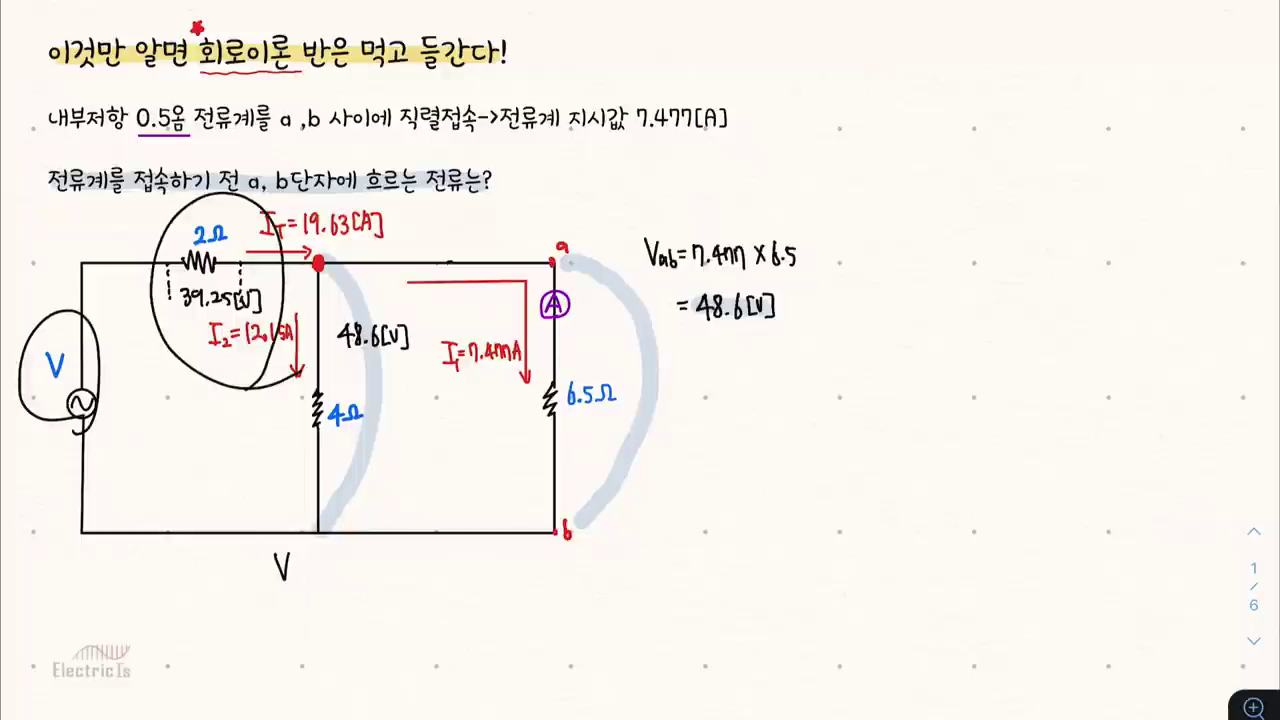 이것만 알면 회로이론 반은 먹고 들간다!
내부저항 0.5옴 전류계를 a ,b 사이에 직렬접속->전류계 지시값 7.477[A]
전류계를 접속하기 전 a, b단자에 흐르는 전류는?
I_T=19.63[A]
2Ω
a
V_ab=7.477×6.5
39.25[V]
A
=48.6[V]
I_2=12.15A
48.6[V]
I_1=7.477A
V
6.5Ω
4Ω
b
V
1
/
6
Electric Is